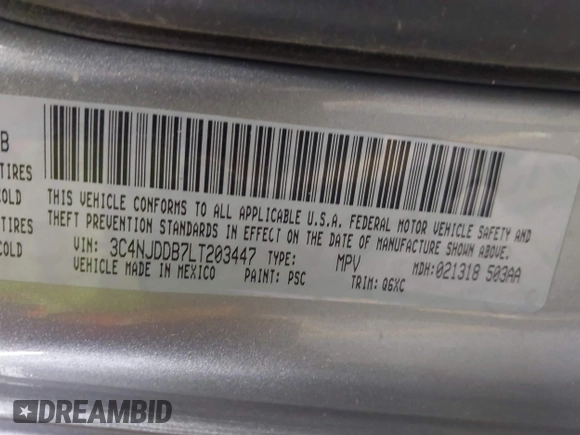 B
TIRES
COLD
TIRES
COLD
THIS VEHICLE CONFORMS TO ALL APPLICABLE U.S.A. FEDERAL MOTOR VEHICLE SAFETY AND
THEFT PREVENTION STANDARDS IN EFFECT ON THE DATE OF MANUFACTURE SHOWN ABOVE.
VIN: 3C4NJDDB7LT203447 TYPE: MPV MDH:021318 503AA
VEHICLE MADE IN MEXICO PAINT: PSC TRIM: Q6XC
DREAMBID